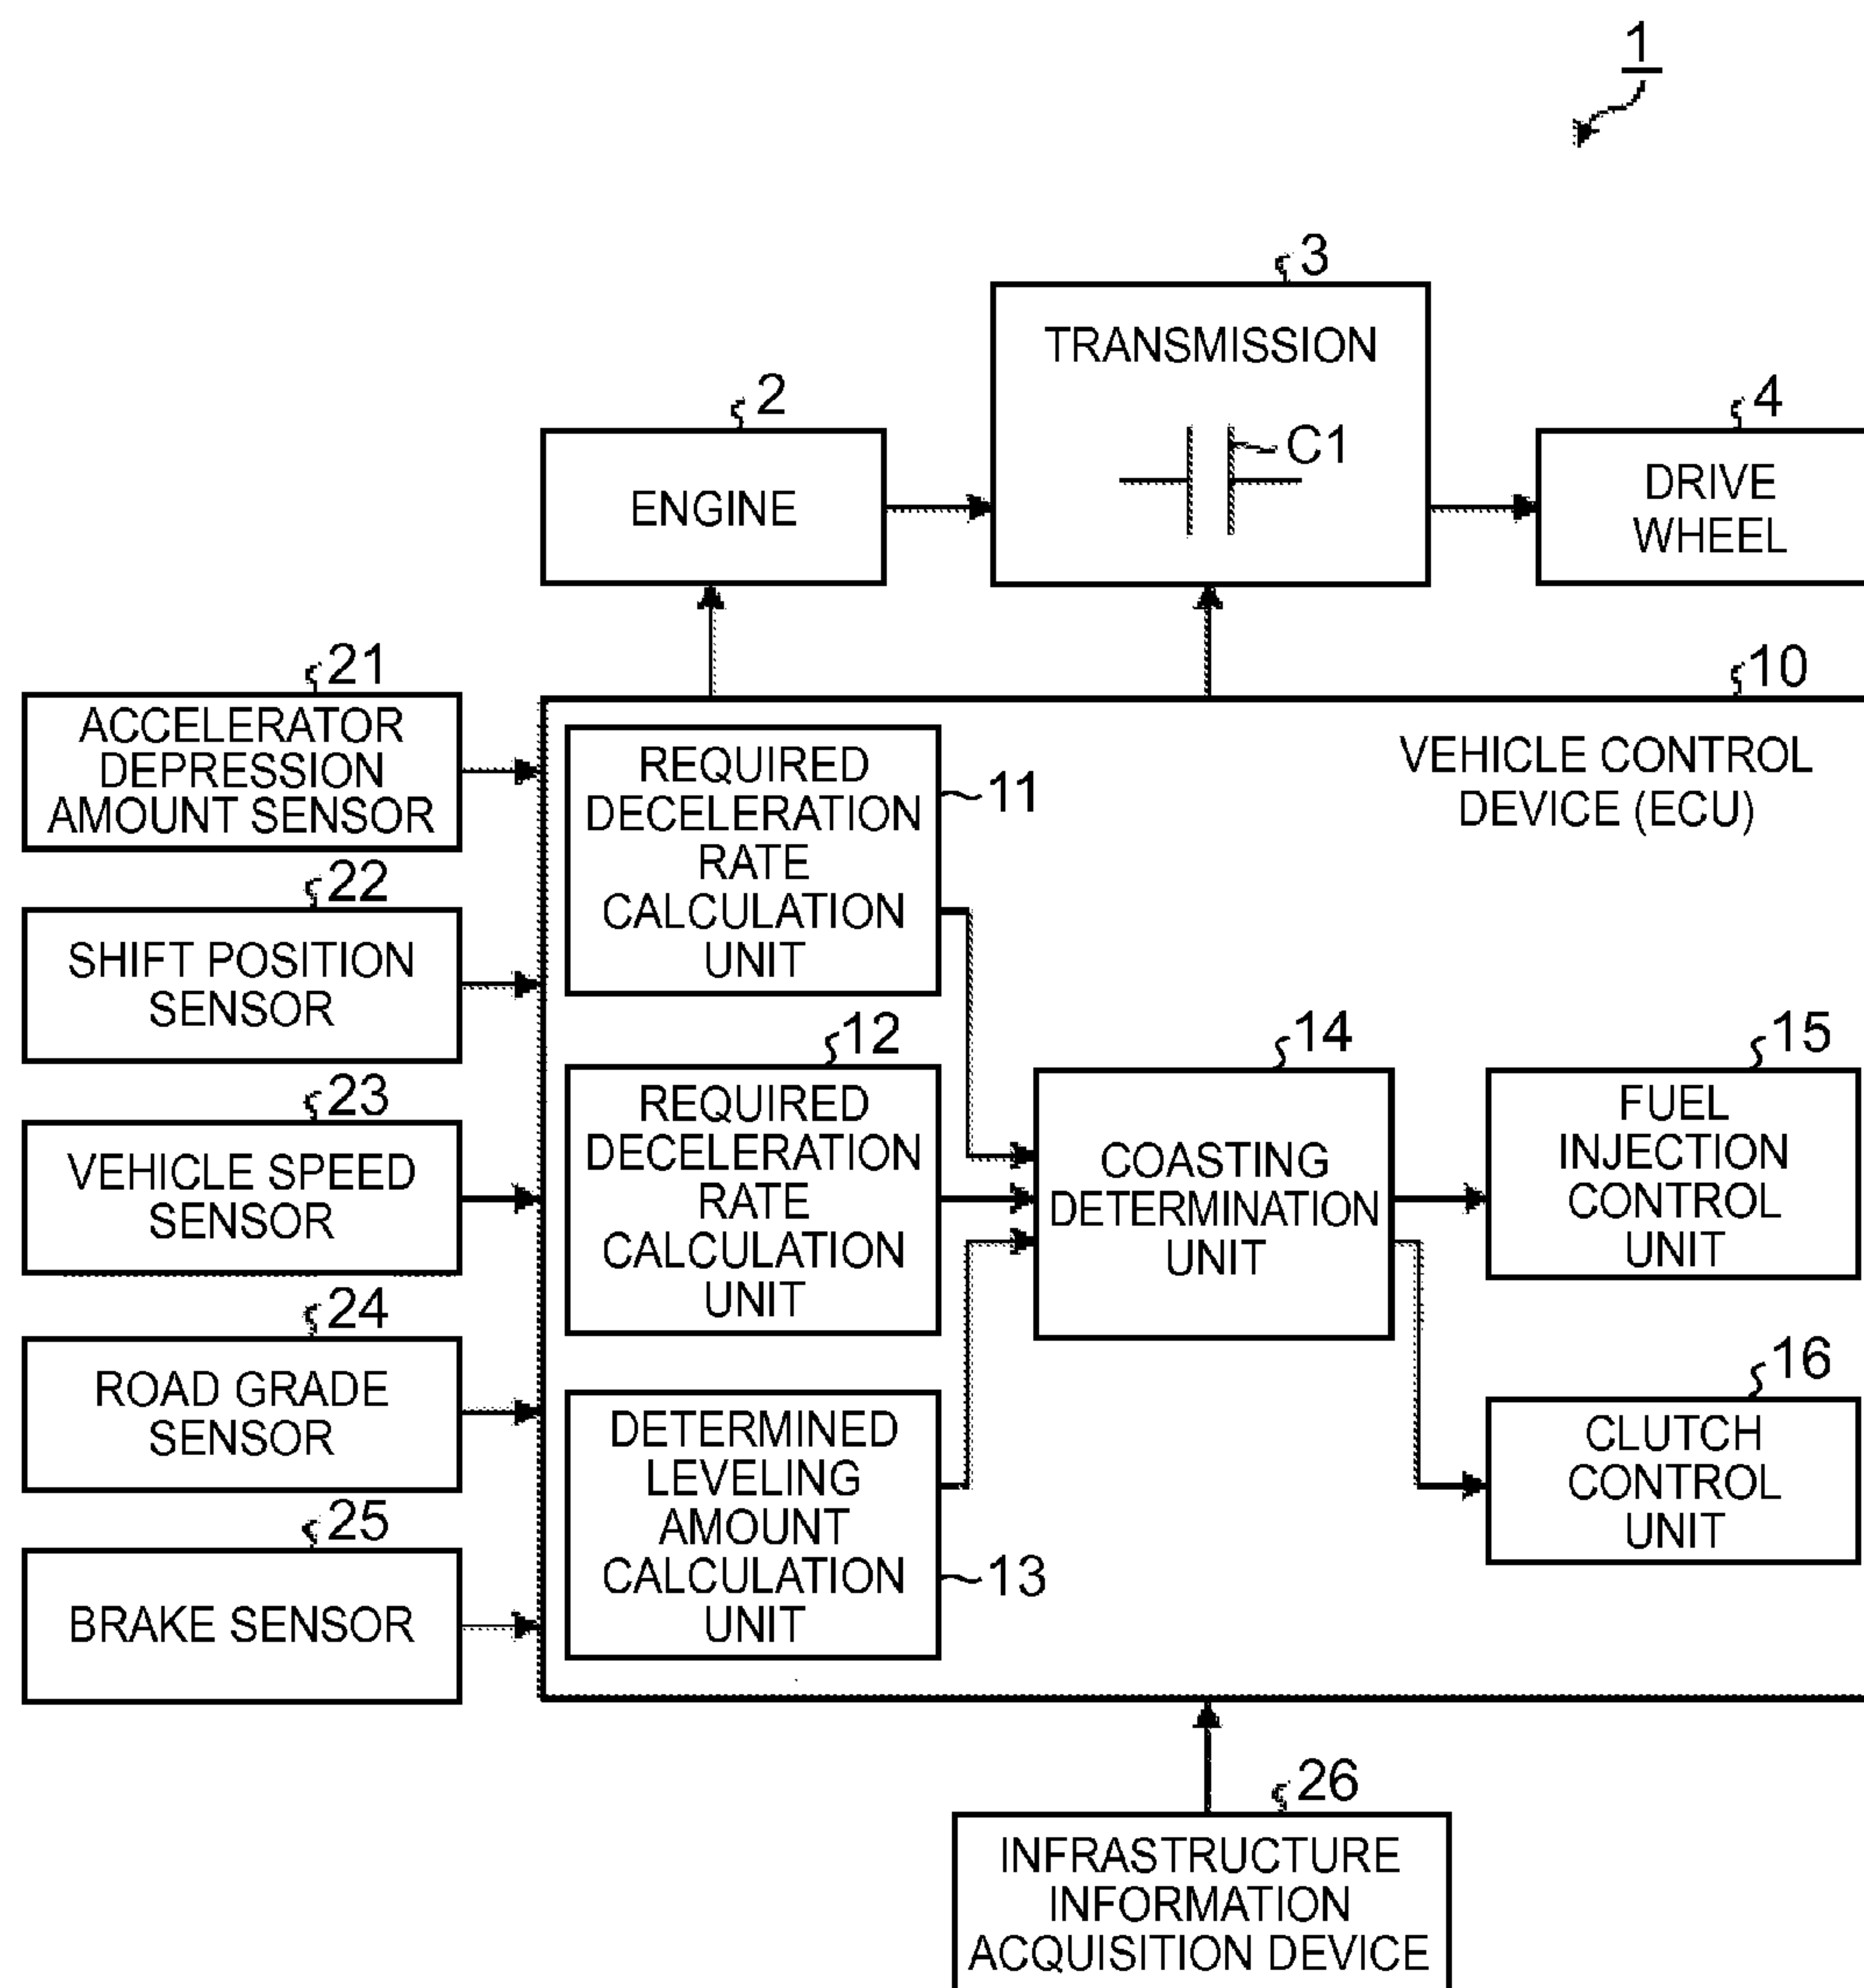 1
3
TRANSMISSION
C1
2
ENGINE
4
DRIVE
WHEEL
21
ACCELERATOR
DEPRESSION
AMOUNT SENSOR
22
SHIFT POSITION
SENSOR
23
VEHICLE SPEED
SENSOR
24
ROAD GRADE
SENSOR
25
BRAKE SENSOR
10
VEHICLE CONTROL
DEVICE (ECU)
REQUIRED
DECELERATION
RATE
CALCULATION
UNIT
11
12
REQUIRED
DECELERATION
RATE
CALCULATION
UNIT
DETERMINED
LEVELING
AMOUNT
CALCULATION
UNIT
13
14
COASTING
DETERMINATION
UNIT
15
FUEL
INJECTION
CONTROL
UNIT
16
CLUTCH
CONTROL
UNIT
26
INFRASTRUCTURE
INFORMATION
ACQUISITION DEVICE